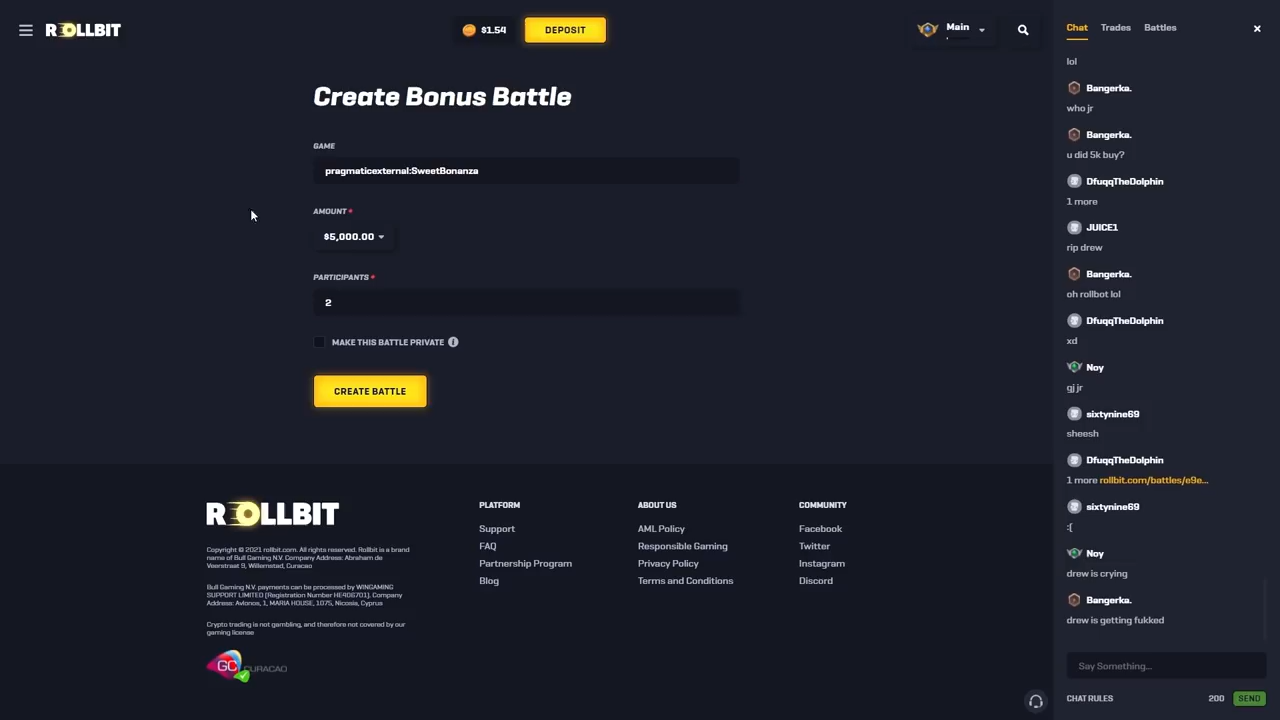 ROLLBIT
$1.54
DEPOSIT
Main
Chat
Trades
Battles
Create Bonus Battle
GAME
pragmaticexternal:SweetBonanza
AMOUNT *
$5,000.00
PARTICIPANTS *
2
MAKE THIS BATTLE PRIVATE
CREATE BATTLE
lol
Bangerka.
who jr
Bangerka.
u did 5k buy?
DfuqqTheDolphin
1 more
JUICE1
rip drew
Bangerka.
oh rollbot lol
DfuqqTheDolphin
xd
Noy
gj jr
sixtynine69
sheesh
DfuqqTheDolphin
1 more rollbit.com/battles/e9e...
sixtynine69
:(
Noy
drew is crying
Bangerka.
drew is getting fukked
Say Something...
CHAT RULES
200
SEND
ROLLBIT
Copyright © 2021 rollbit.com. All rights reserved. Rollbit is a brand
name of Bull Gaming N.V. Company Address: Abraham de
Veerstraat 9, Willemstad, Curacao
Bull Gaming N.V. payments can be processed by WINGAMING
SUPPORT LIMITED (Registration Number HE406701). Company
Address: Avlonos, 1, MARIA HOUSE, 1075, Nicosia, Cyprus
Crypto trading is not gambling, and therefore not covered by our
gaming license
GC CURACAO
PLATFORM
Support
FAQ
Partnership Program
Blog
ABOUT US
AML Policy
Responsible Gaming
Privacy Policy
Terms and Conditions
COMMUNITY
Facebook
Twitter
Instagram
Discord